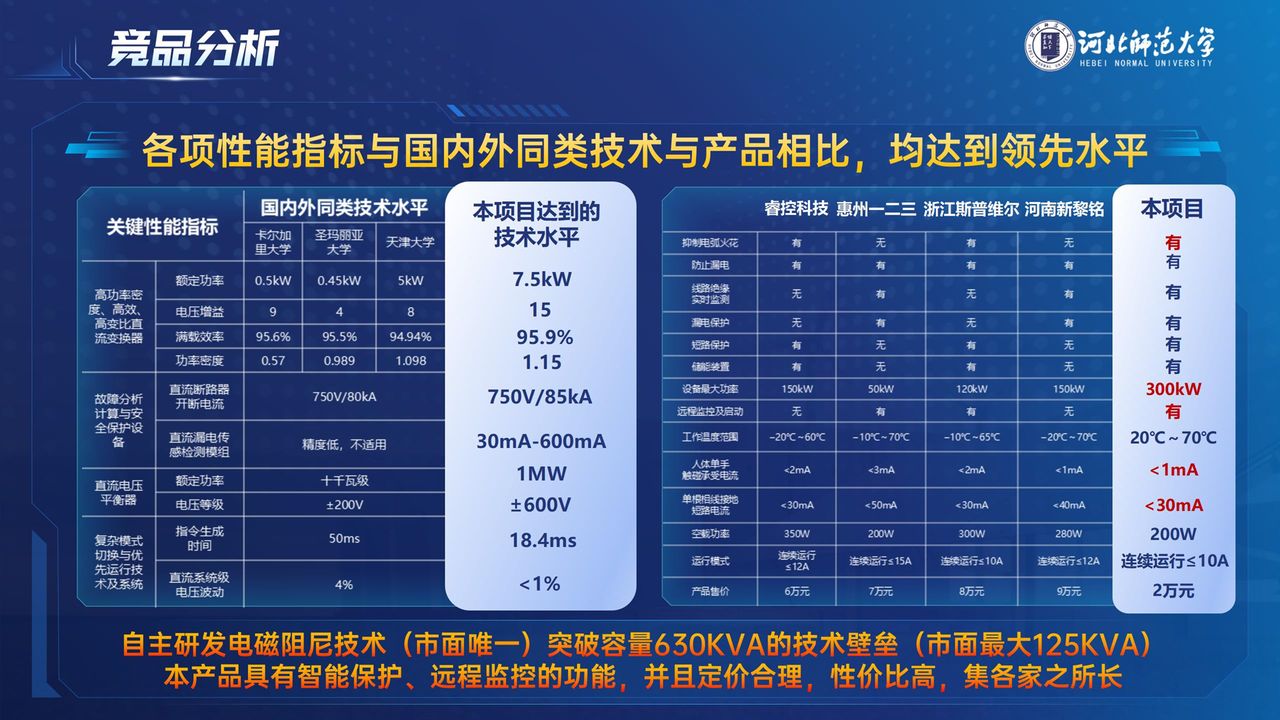 竞品分析
河北师范大学
HEBEI NORMAL UNIVERSITY
各项性能指标与国内外同类技术与产品相比，均达到领先水平
关键性能指标 国内外同类技术水平 本项目达到的技术水平
卡尔加里大学 圣玛丽亚大学 天津大学
高功率密度、高效、高变比直流变换器
额定功率 0.5kW 0.45kW 5kW 7.5kW
电压增益 9 4 8 15
满载效率 95.6% 95.5% 94.94% 95.9%
功率密度 0.57 0.989 1.098 1.15
故障分析计算与安全保护设备
直流断路器开断电流 750V/80kA 750V/85kA
直流漏电传感检测模组 精度低，不适用 30mA-600mA
直流电压平衡器
额定功率 十千瓦级 1MW
电压等级 ±200V ±600V
复杂模式切换与优先运行技术及系统
指令生成时间 50ms 18.4ms
直流系统级电压波动 4% <1%
睿控科技 惠州一二三 浙江斯普维尔 河南新黎铭 本项目
抑制电弧火花 有 无 有 无 有
防止漏电 有 有 有 有 有
线路绝缘实时监测 无 有 无 有 有
漏电保护 无 有 无 有 有
短路保护 有 无 有 无 有
储能装置 有 无 有 无 有
设备最大功率 150kW 50kW 120kW 150kW 300kW
远程监控及启动 无 有 有 无 有
工作温度范围 -20℃～60℃ -10℃～70℃ -10℃～65℃ -20℃～70℃ 20℃～70℃
人体单手触碰承受电流 <2mA <3mA <2mA <1mA <1mA
单根相线接地短路电流 <30mA <50mA <30mA <40mA <30mA
空载功率 350W 200W 300W 280W 200W
运行模式 连续运行≤12A 连续运行≤15A 连续运行≤10A 连续运行≤12A 连续运行≤10A
产品售价 6万元 7万元 8万元 9万元 2万元
自主研发电磁阻尼技术（市面唯一）突破容量630KVA的技术壁垒（市面最大125KVA）
本产品具有智能保护、远程监控的功能，并且定价合理，性价比高，集各家之所长